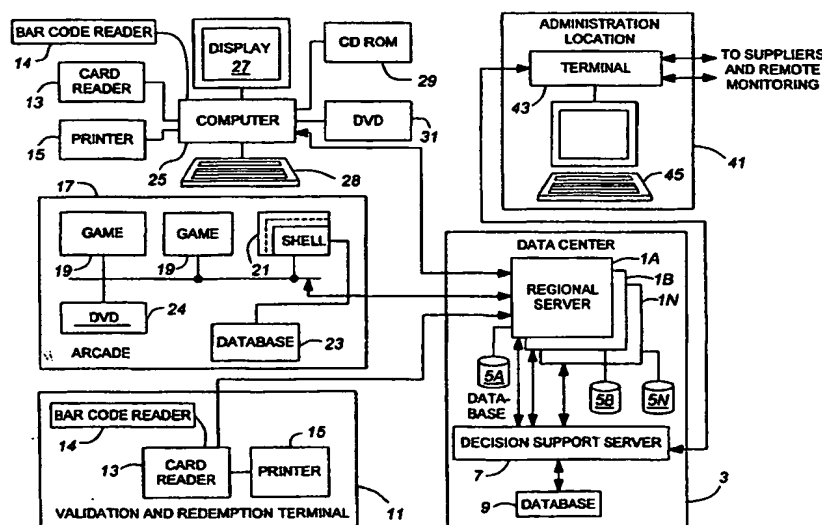 BAR CODE READER
14
CARD
READER
13
PRINTER
15
DISPLAY
27
COMPUTER
25
28
CD ROM
29
DVD
31
ADMINISTRATION
LOCATION
TERMINAL
43
45
41
TO SUPPLIERS
AND REMOTE
MONITORING
17
GAME
19
GAME
19
21
SHELL
DVD
24
DATABASE
23
ARCADE
DATA CENTER
1A
1B
1N
REGIONAL
SERVER
5A
DATA-
BASE
5B
5N
DECISION SUPPORT SERVER
7
9
DATABASE
3
BAR CODE READER
14
13
CARD
READER
15
PRINTER
VALIDATION AND REDEMPTION TERMINAL
11